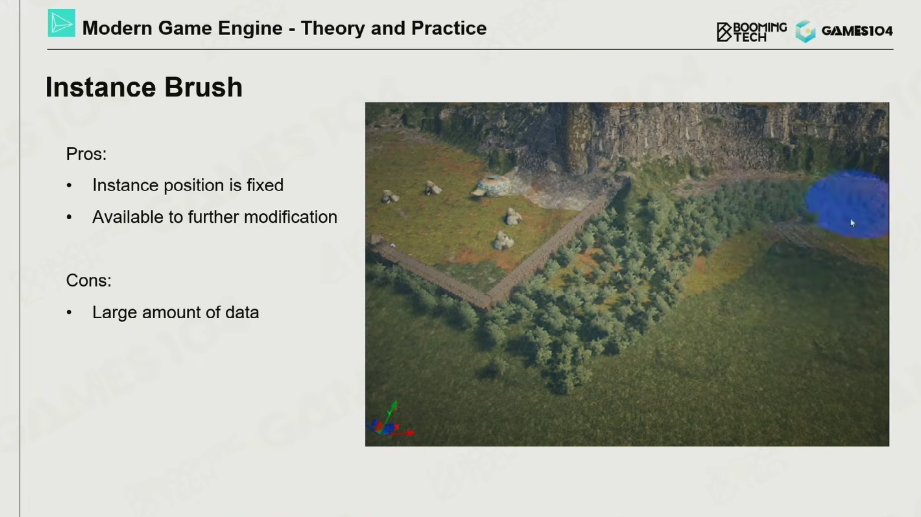 Modern Game Engine - Theory and Practice
BOOMING
TECH
GAMES104
Instance Brush
Pros:
• Instance position is fixed
• Available to further modification
Cons:
• Large amount of data